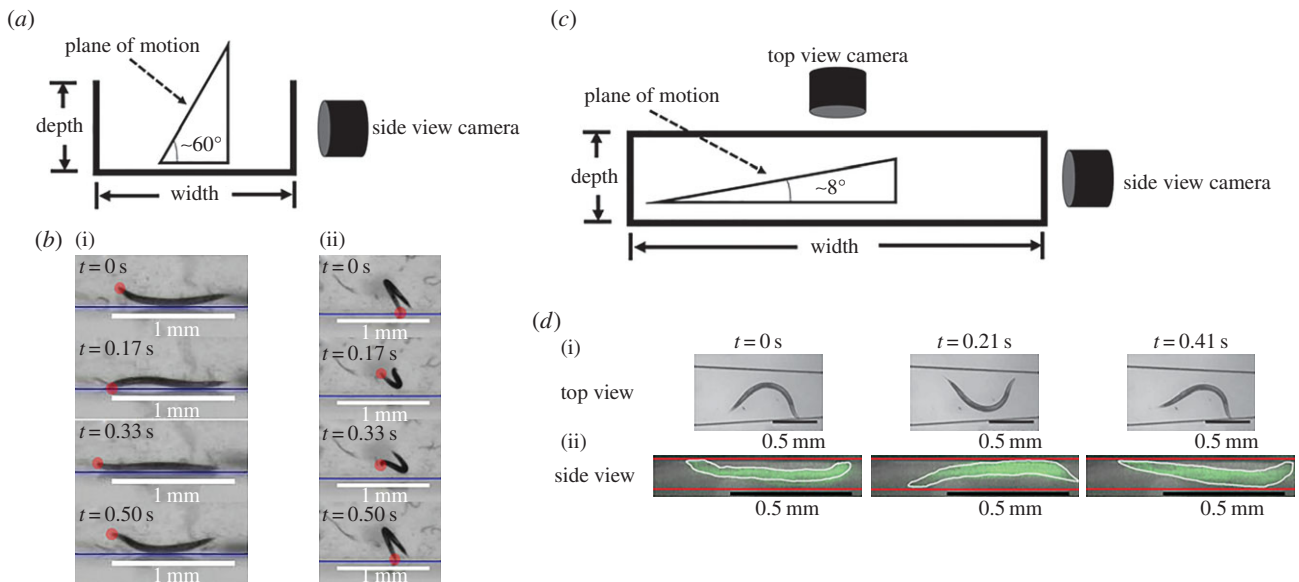 (a)
plane of motion
depth
~60°
side view camera
width
(b)
(i)
t = 0 s
1 mm
t = 0.17 s
1 mm
t = 0.33 s
1 mm
t = 0.50 s
1 mm
(ii)
t = 0 s
1 mm
t = 0.17 s
1 mm
t = 0.33 s
1 mm
t = 0.50 s
1 mm
(c)
top view camera
plane of motion
depth
~8°
side view camera
width
(d)
t = 0 s
t = 0.21 s
t = 0.41 s
(i)
top view
0.5 mm
0.5 mm
0.5 mm
(ii)
side view
0.5 mm
0.5 mm
0.5 mm